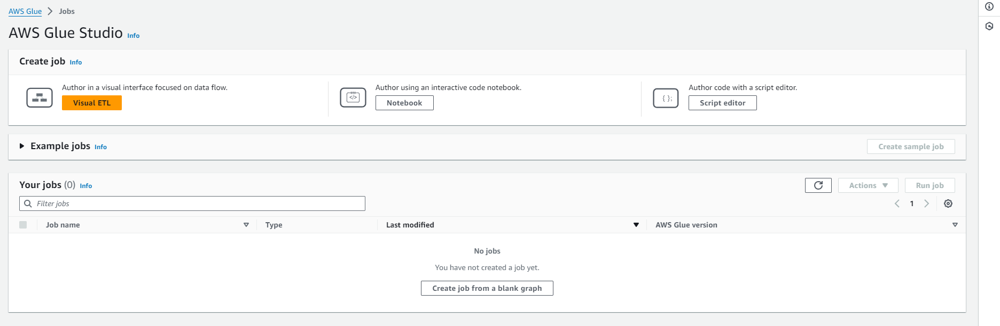 AWS Glue > Jobs
AWS Glue Studio Info
Create job Info
Author in a visual interface focused on data flow.
Visual ETL
</>
Author using an interactive code notebook.
Notebook
{ };
Author code with a script editor.
Script editor
Example jobs Info
Create sample job
Your jobs (0) Info
Actions
Run job
Filter jobs
1
Job name
Type
Last modified
AWS Glue version
No jobs
You have not created a job yet.
Create job from a blank graph